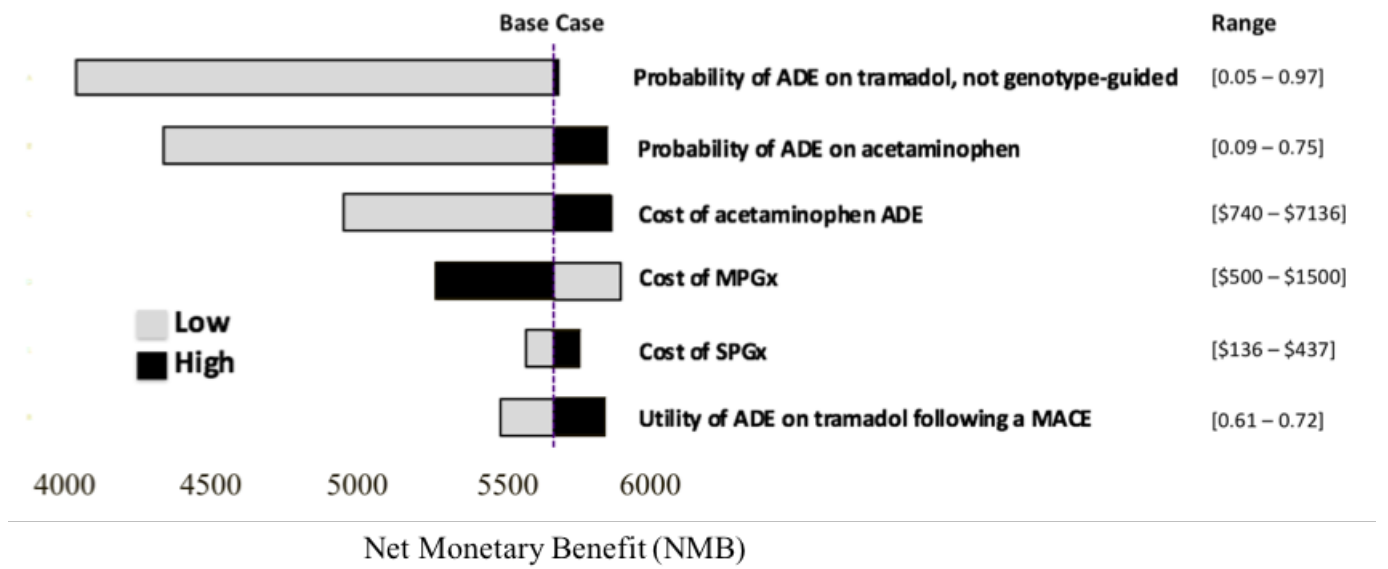 Base Case Range
Probability of ADE on tramadol, not genotype-guided [0.05 – 0.97]
Probability of ADE on acetaminophen [0.09 – 0.75]
Cost of acetaminophen ADE [$740 – $7136]
Cost of MPGx [$500 – $1500]
Low
High
Cost of SPGx [$136 – $437]
Utility of ADE on tramadol following a MACE [0.61 – 0.72]
4000 4500 5000 5500 6000
Net Monetary Benefit (NMB)